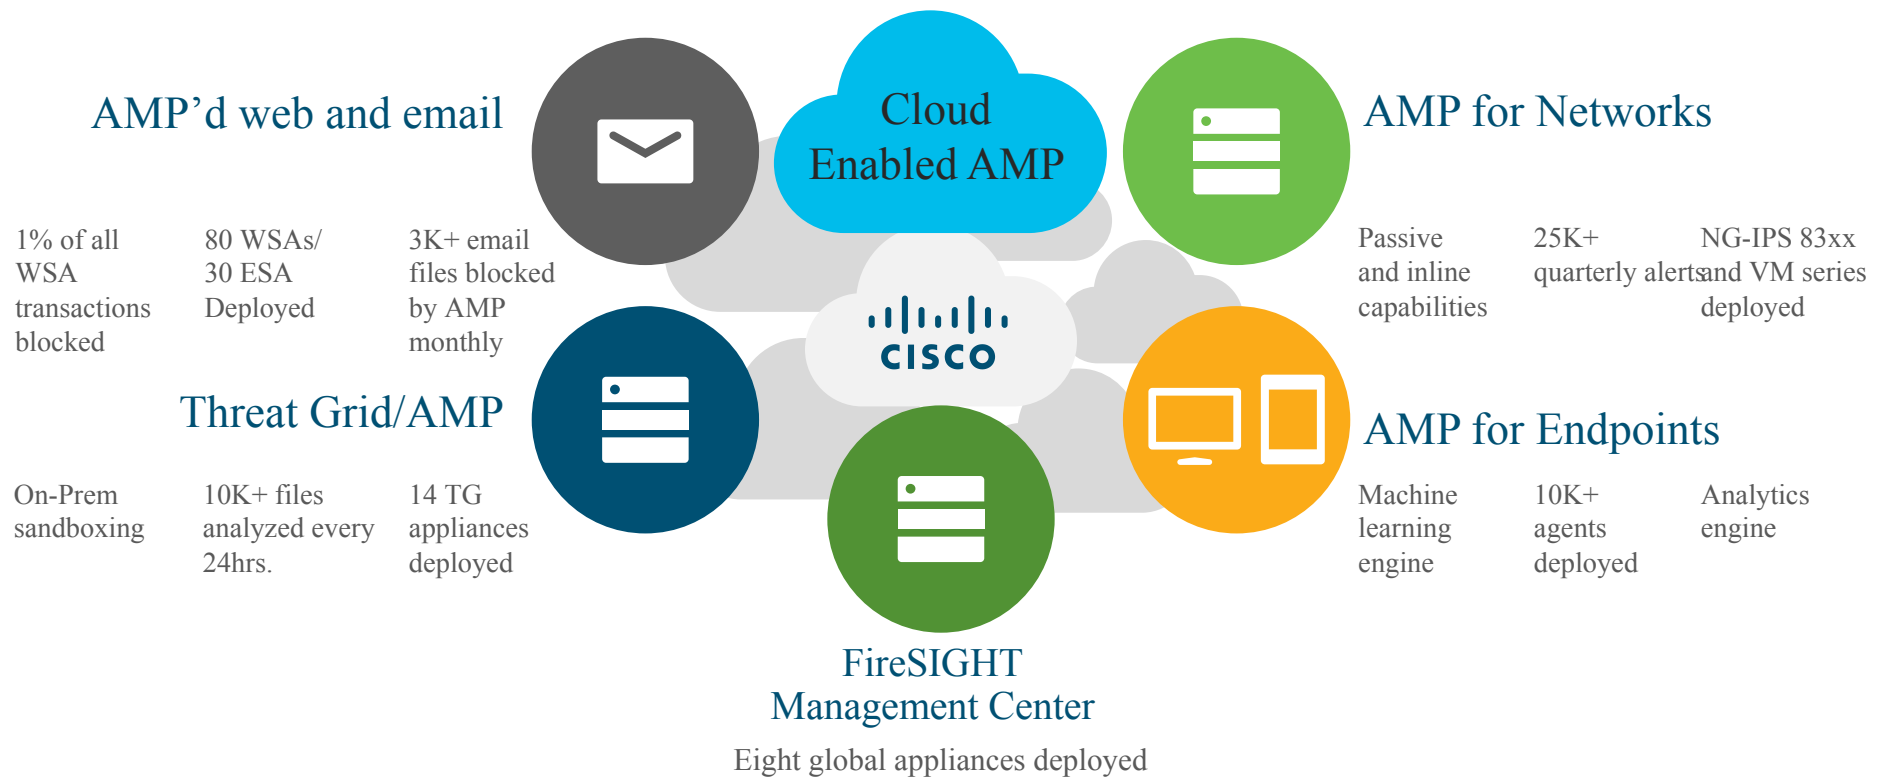 AMP’d web and email
1% of all
WSA
transactions
blocked
80 WSAs/
30 ESA
Deployed
3K+ email
files blocked
by AMP
monthly
Cloud
Enabled AMP
CISCO
AMP for Networks
Passive
and inline
capabilities
25K+
quarterly alerts
NG-IPS 83xx
and VM series
deployed
Threat Grid/AMP
On-Prem
sandboxing
10K+ files
analyzed every
24hrs.
14 TG
appliances
deployed
AMP for Endpoints
Machine
learning
engine
10K+
agents
deployed
Analytics
engine
FireSIGHT
Management Center
Eight global appliances deployed